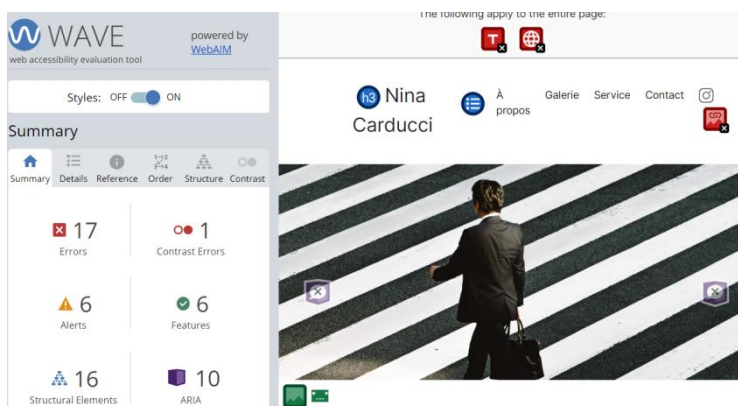 WAVE
web accessibility evaluation tool
powered by
WebAIM
Styles: OFF ON
Summary
Summary Details Reference Order Structure Contrast
17
Errors
1
Contrast Errors
6
Alerts
6
Features
16
Structural Elements
10
ARIA
The following apply to the entire page:
T
h3 Nina
Carducci
À
propos
Galerie Service Contact